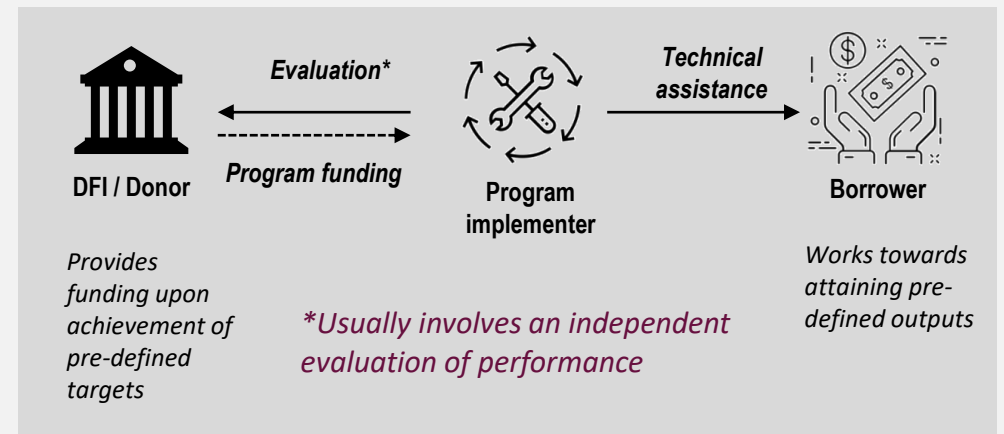 Evaluation*
Program funding
Technical
assistance
DFI / Donor
Program
implementer
$
$
Borrower
Provides
funding upon
achievement of
pre-defined
targets
*Usually involves an independent
evaluation of performance
Works towards
attaining pre-
defined outputs